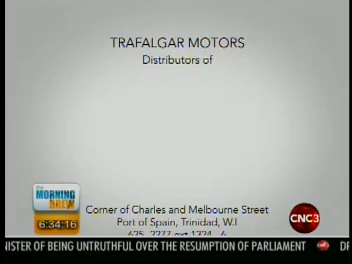 TRAFALGAR MOTORS
Distributors of
the
MORNING
BREW
6:34:16
Corner of Charles and Melbourne Street
Port of Spain, Trinidad, W.I
CNC3
NISTER OF BEING UNTRUTHFUL OVER THE RESUMPTION OF PARLIAMENT